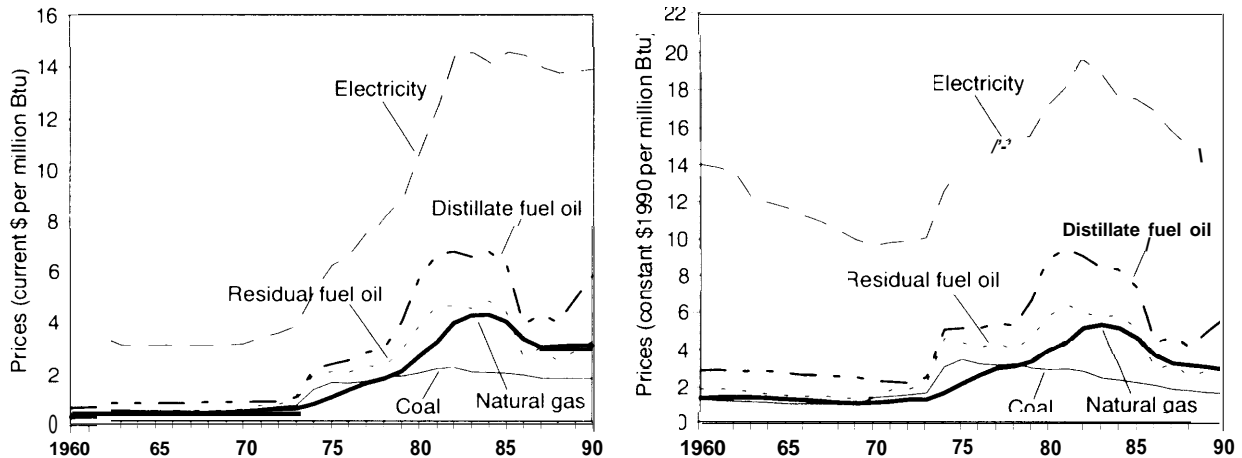 16
14
12
10
8
6
4
2
0
Prices (current $ per million Btu)
Electricity
Distillate fuel oil
Residual fuel oil
Coal
Natural gas
1960 65 70 75 80 85 90
22
20
18
16
14
12
10
8
6
4
2
Prices (constant $1990 per million Btu)
Electricity
Distillate fuel oil
Residual fuel oil
Coal
Natural gas
1960 65 70 75 80 85 90